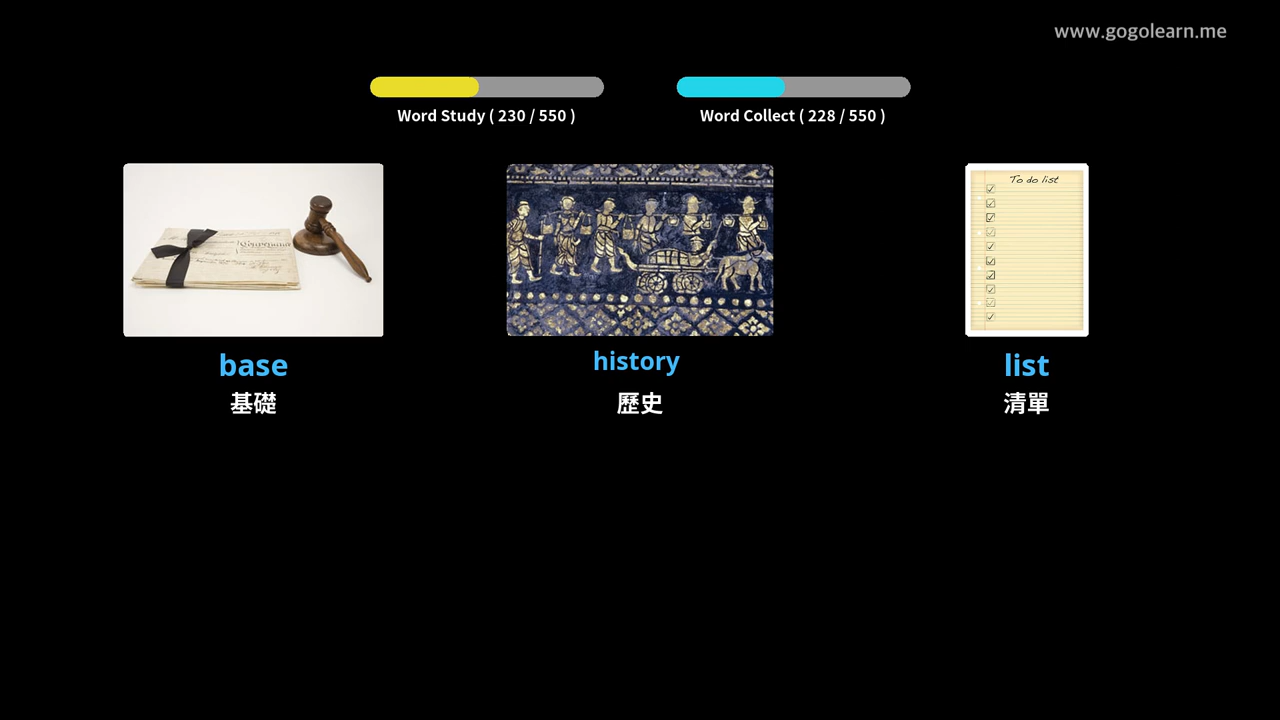 www.gogolearn.me
Word Study ( 230 / 550 )
Word Collect ( 228 / 550 )
To do list
base
history
list
基礎
歷史
清單